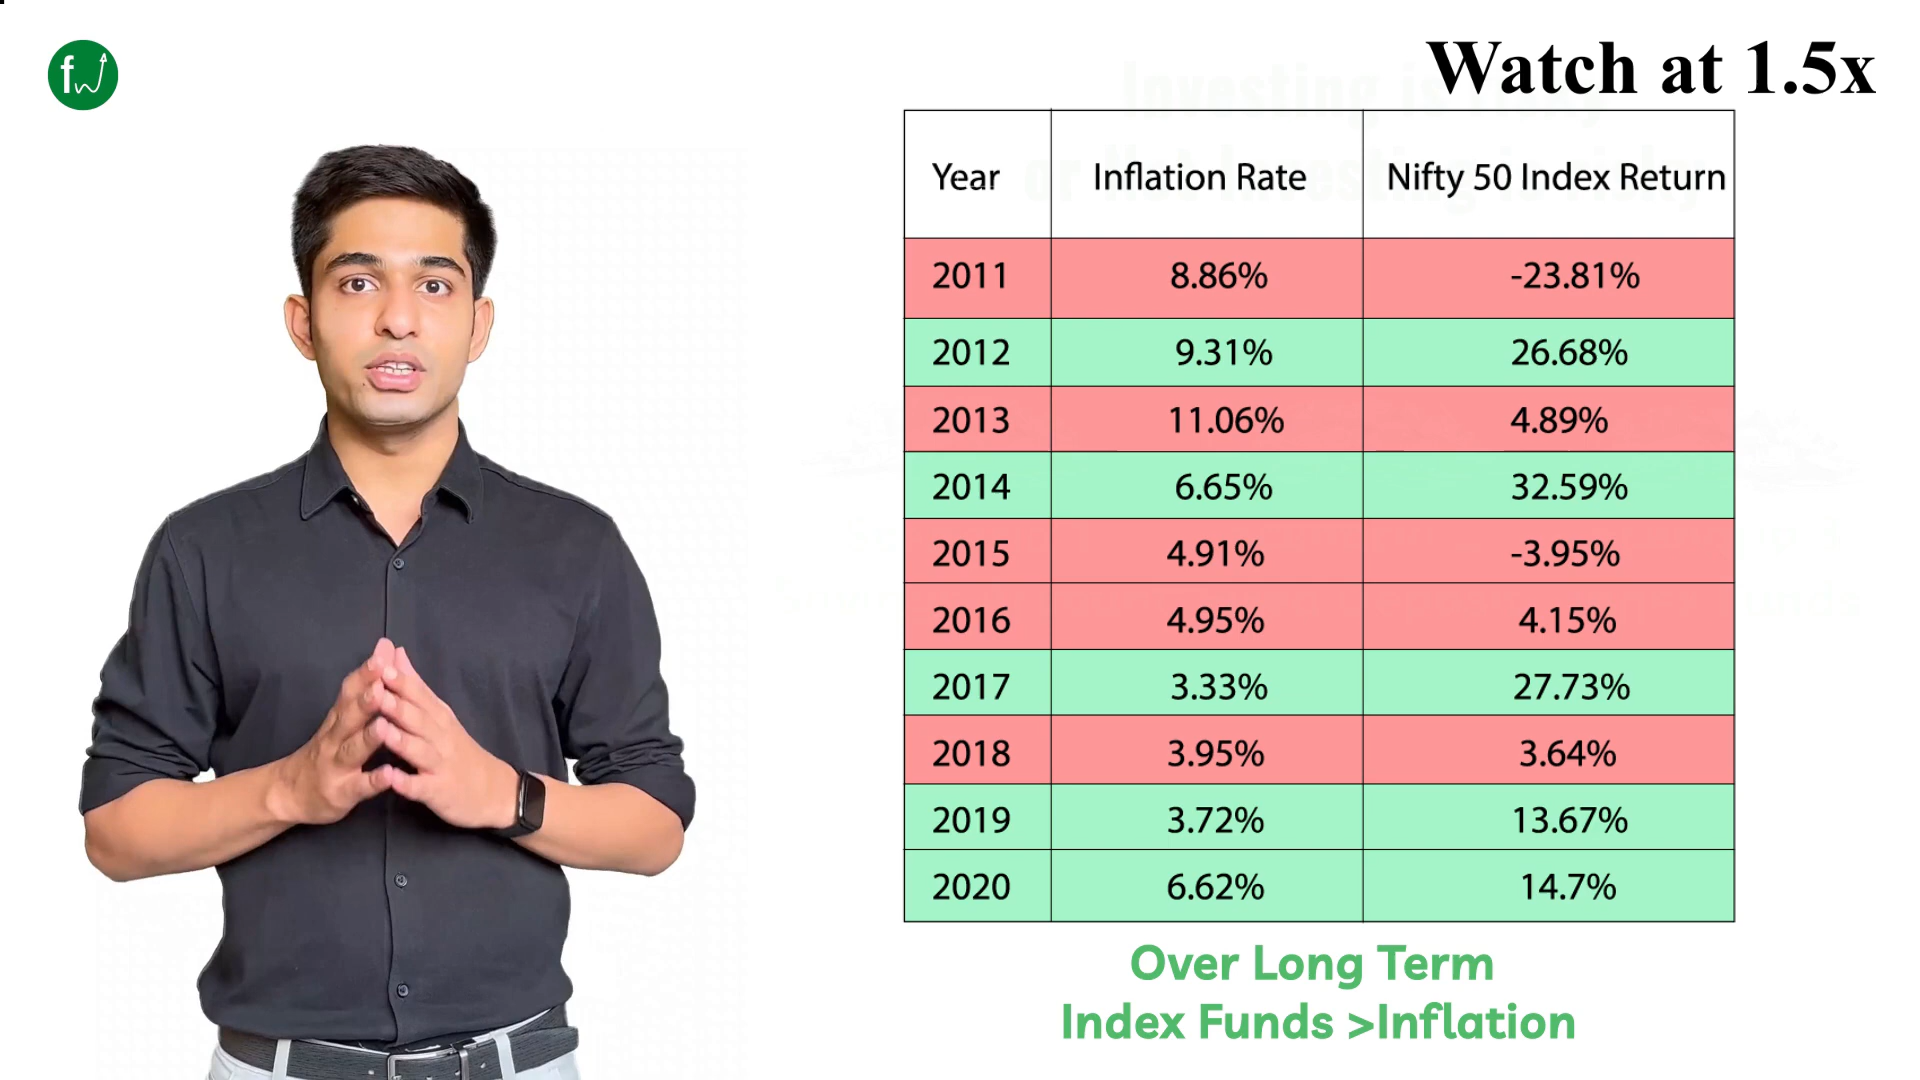 fw
Watch at 1.5x
Year Inflation Rate Nifty 50 Index Return
2011 8.86% -23.81%
2012 9.31% 26.68%
2013 11.06% 4.89%
2014 6.65% 32.59%
2015 4.91% -3.95%
2016 4.95% 4.15%
2017 3.33% 27.73%
2018 3.95% 3.64%
2019 3.72% 13.67%
2020 6.62% 14.7%
Over Long Term
Index Funds >Inflation